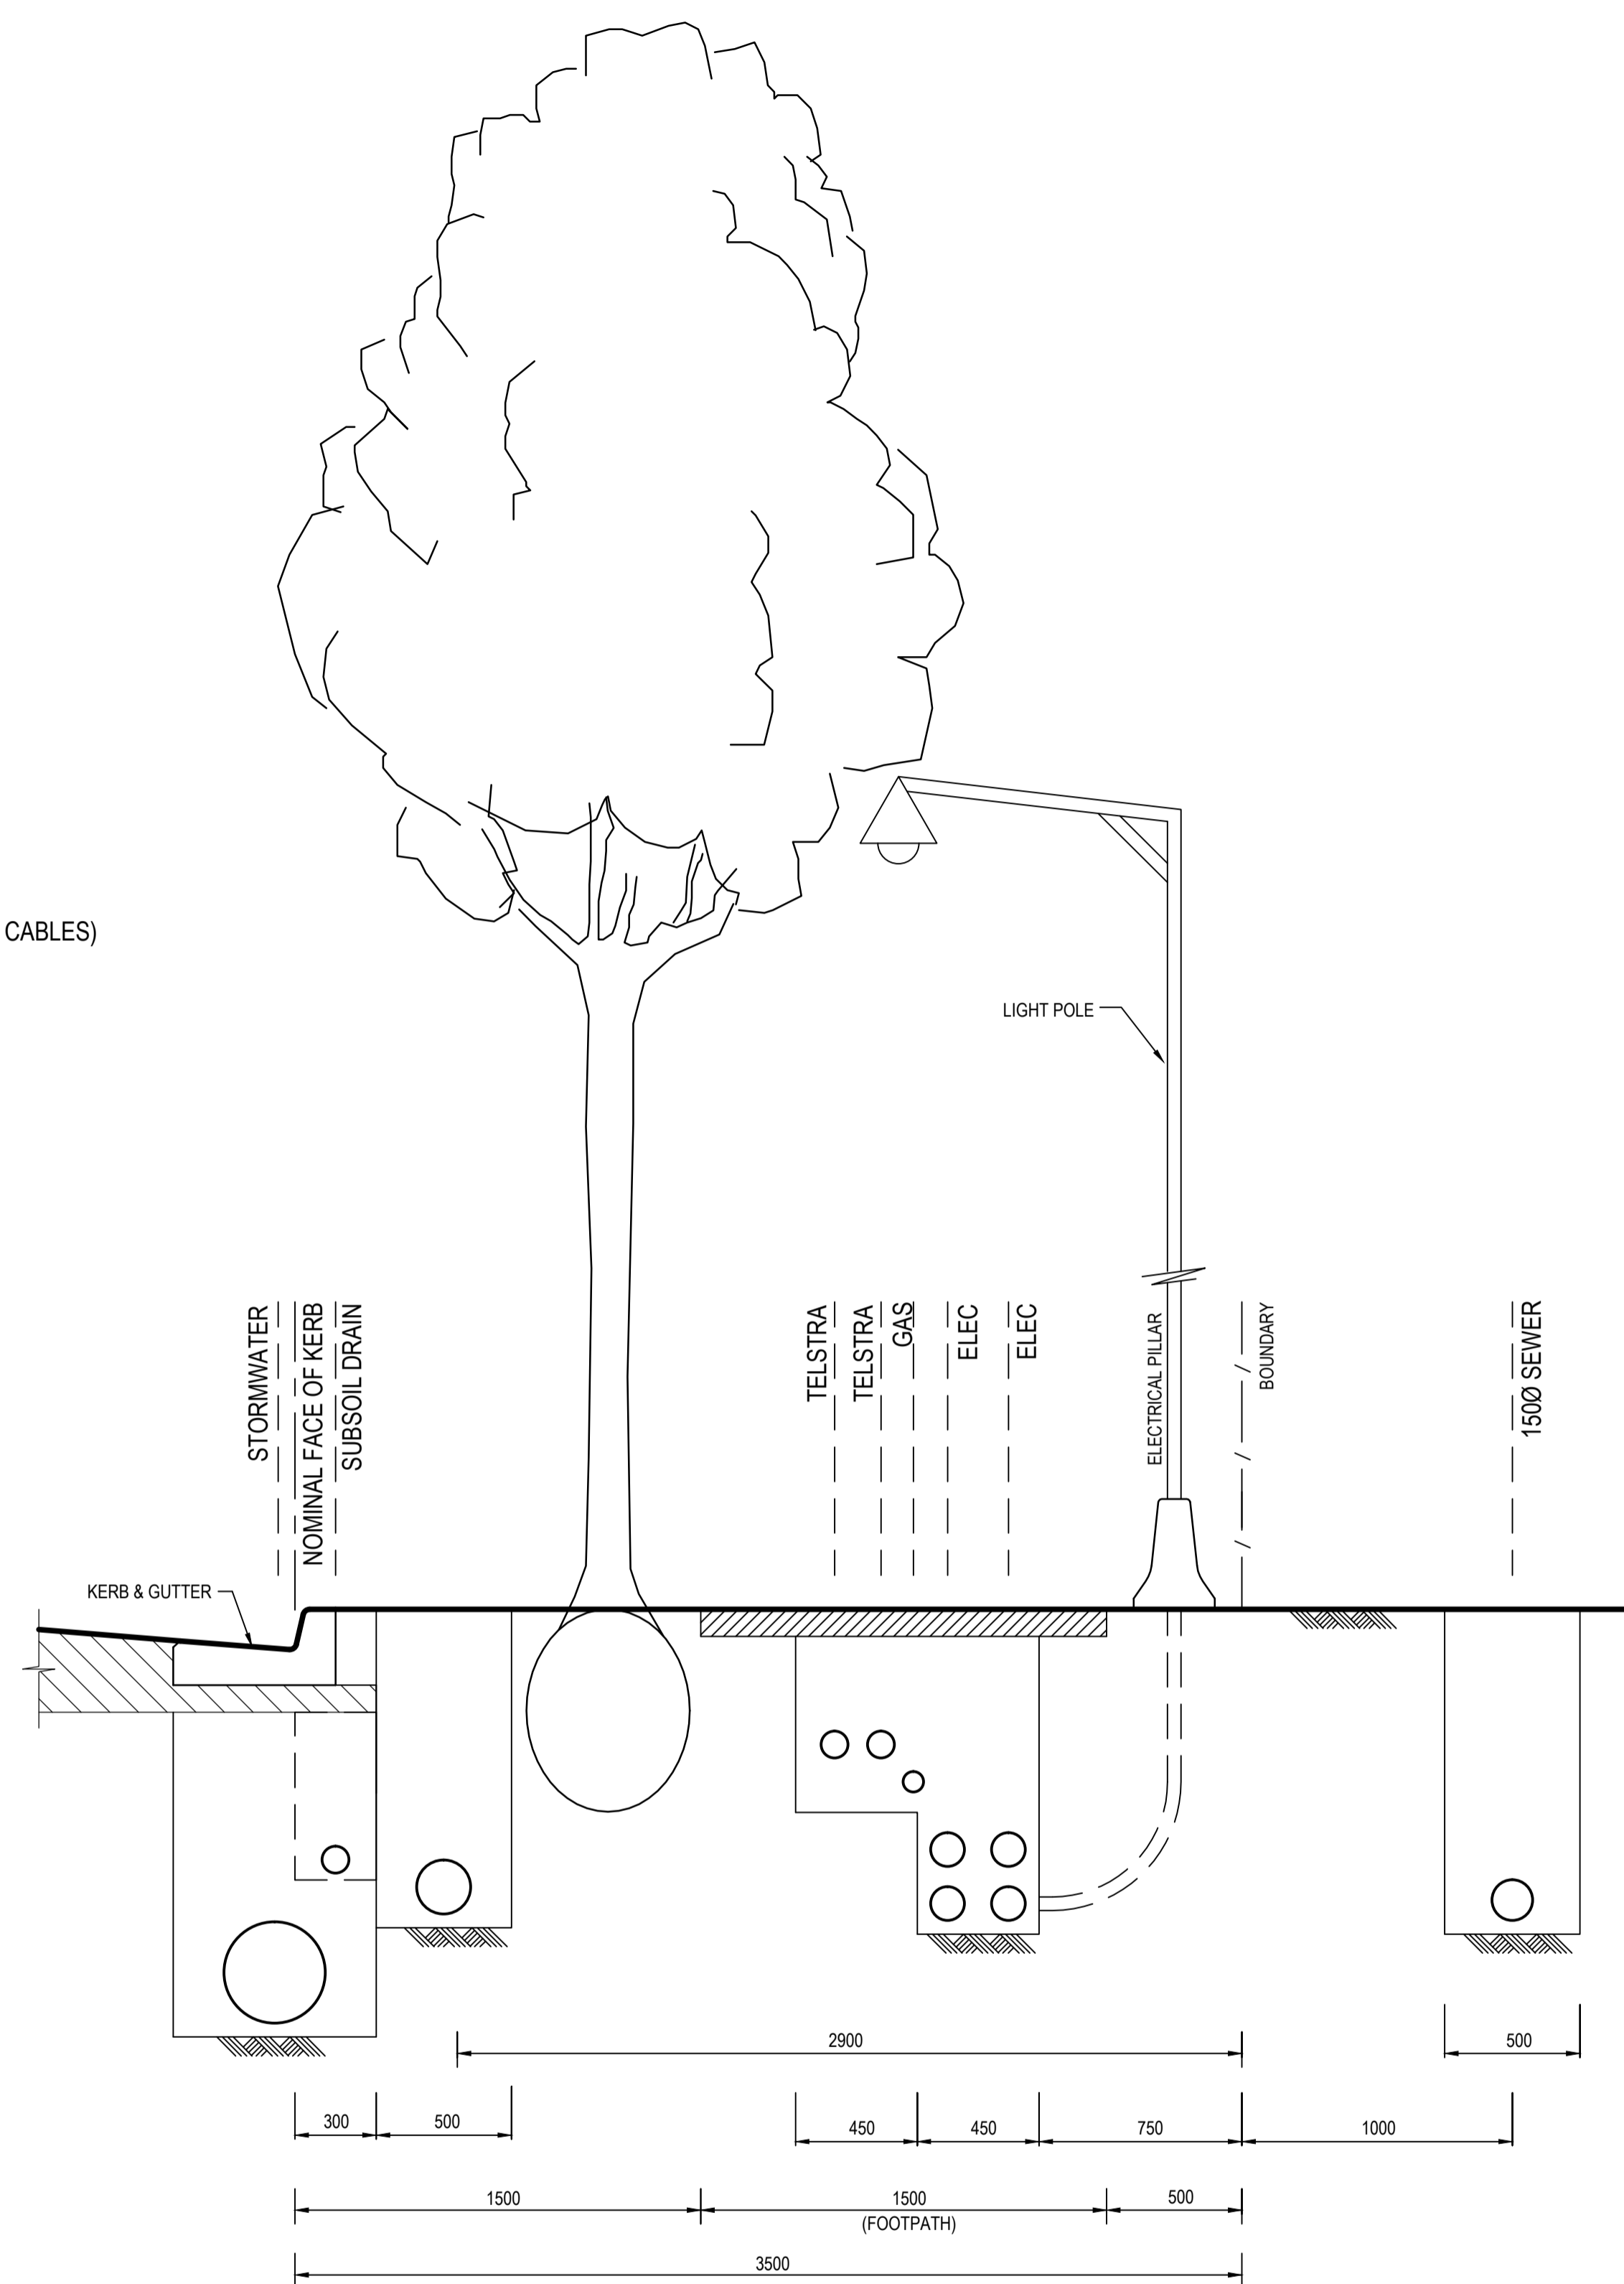 CABLES)
LIGHT POLE
STORMWATER
NOMINAL FACE OF KERB
SUBSOIL DRAIN
TELSTRA
TELSTRA
GAS
ELEC
ELEC
ELECTRICAL PILLAR
BOUNDARY
150Ø SEWER
KERB & GUTTER
2900
500
300
500
450
450
750
1000
1500
1500
(FOOTPATH)
500
3500